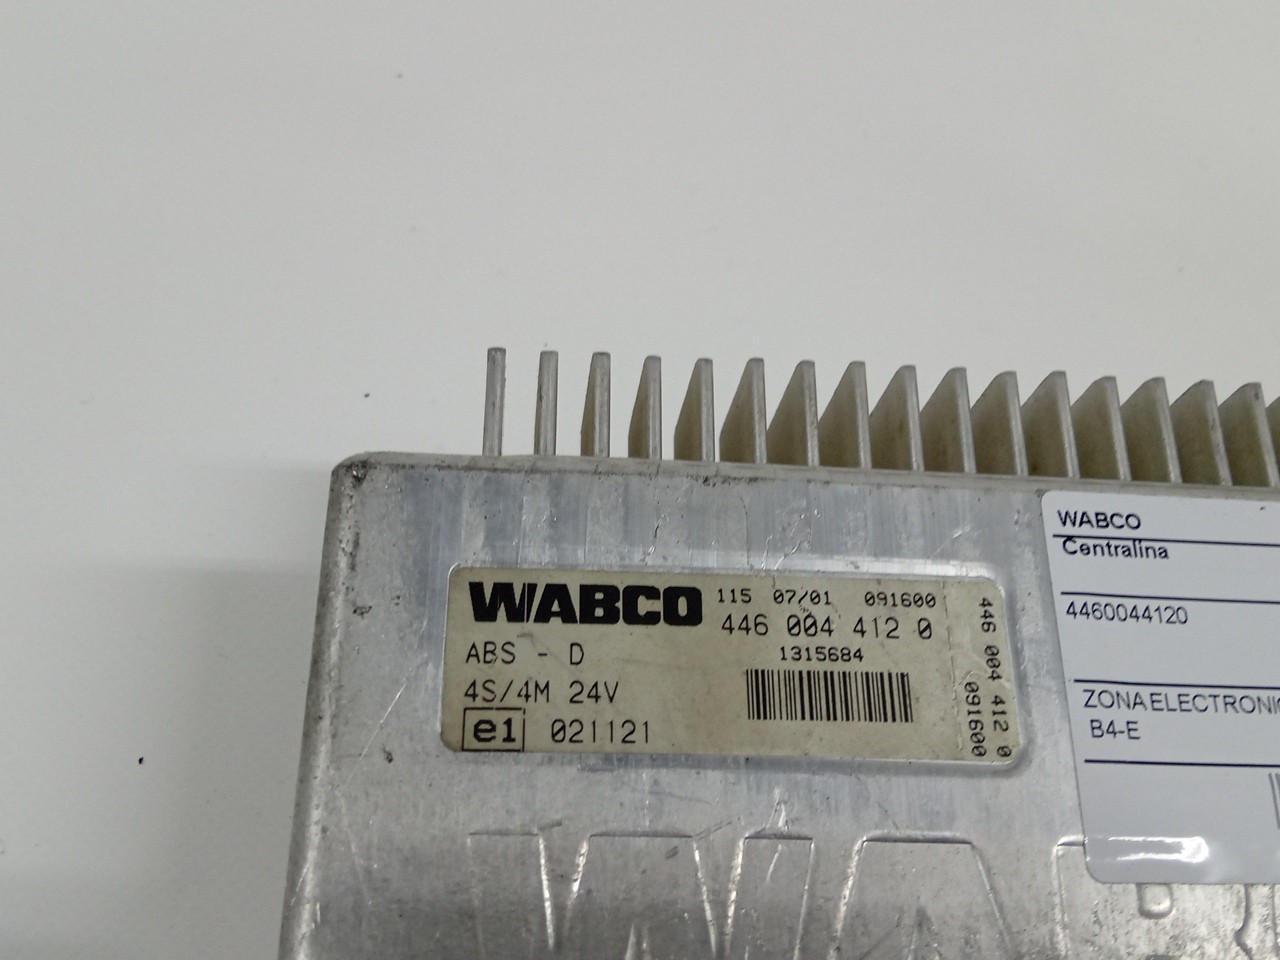 WABCO 115 07/01 091600
446 004 412 0
1315684
ABS - D
4S/4M 24V
e1 021121
446 004 412 0
091600
WABCO
Centralina
4460044120
ZONAELECTRONIC
B4-E